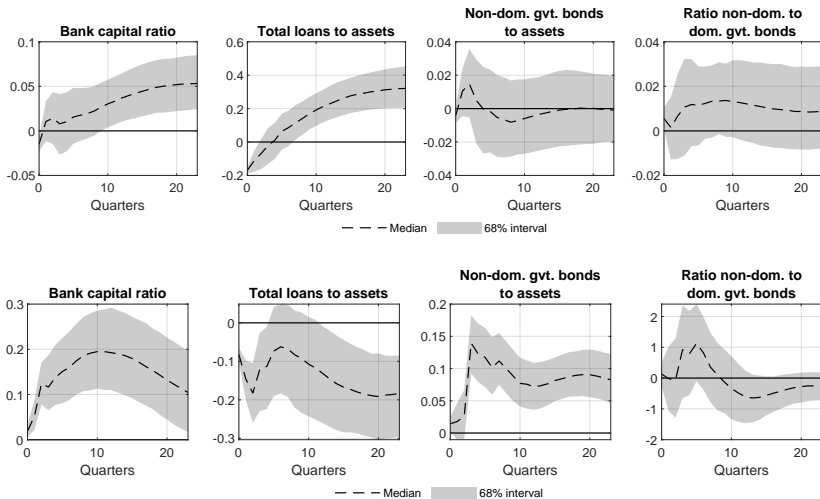 Bank capital ratio
0.1
0.05
0
-0.05
0
10
20
Quarters
Total loans to assets
0.6
0.4
0.2
0
-0.2
0
10
20
Quarters
Non-dom. gvt. bonds
to assets
0.04
0.02
0
-0.02
-0.04
0
10
20
Quarters
Ratio non-dom. to
dom. gvt. bonds
0.04
0.02
0
-0.02
0
10
20
Quarters
Median
68% interval
Bank capital ratio
0.3
0.2
0.1
0
0
10
20
Quarters
Total loans to assets
0
-0.1
-0.2
-0.3
0
10
20
Quarters
Non-dom. gvt. bonds
to assets
0.2
0.15
0.1
0.05
0
0
10
20
Quarters
Ratio non-dom. to
dom. gvt. bonds
2
1
0
-1
-2
0
10
20
Quarters
Median
68% interval